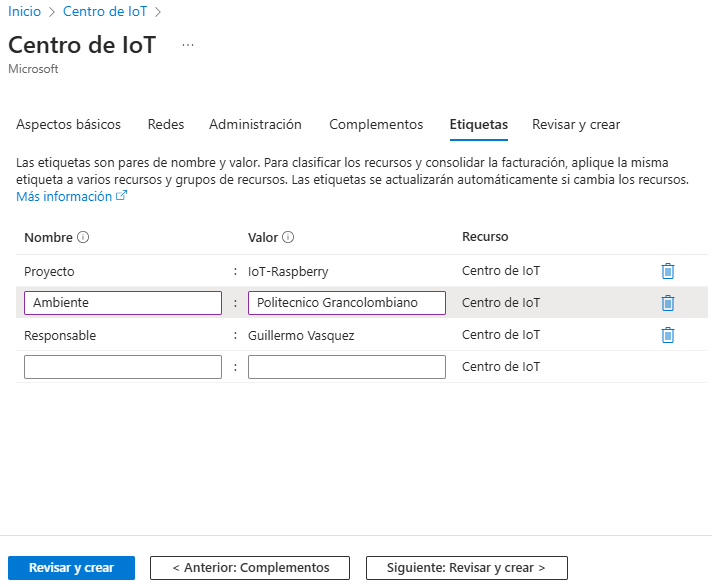 Inicio > Centro de IoT >
Centro de IoT ...
Microsoft
Aspectos básicos Redes Administración Complementos Etiquetas Revisar y crear
Las etiquetas son pares de nombre y valor. Para clasificar los recursos y consolidar la facturación, aplique la misma
etiqueta a varios recursos y grupos de recursos. Las etiquetas se actualizarán automáticamente si cambia los recursos.
Más información
Nombre Valor Recurso
Proyecto : IoT-Raspberry Centro de IoT
Ambiente : Politecnico Grancolombiano Centro de IoT
Responsable : Guillermo Vasquez Centro de IoT
: Centro de IoT
Revisar y crear < Anterior: Complementos Siguiente: Revisar y crear >